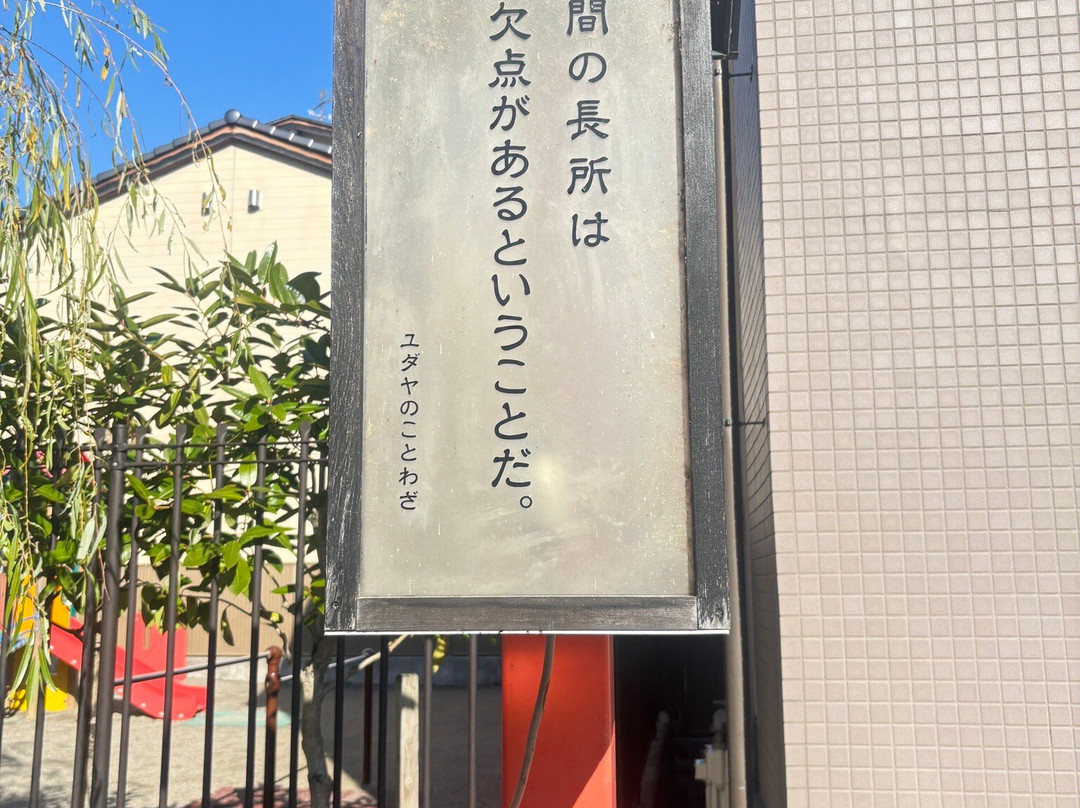 間の長所は
欠点があるということだ。
ユダヤのことわざ